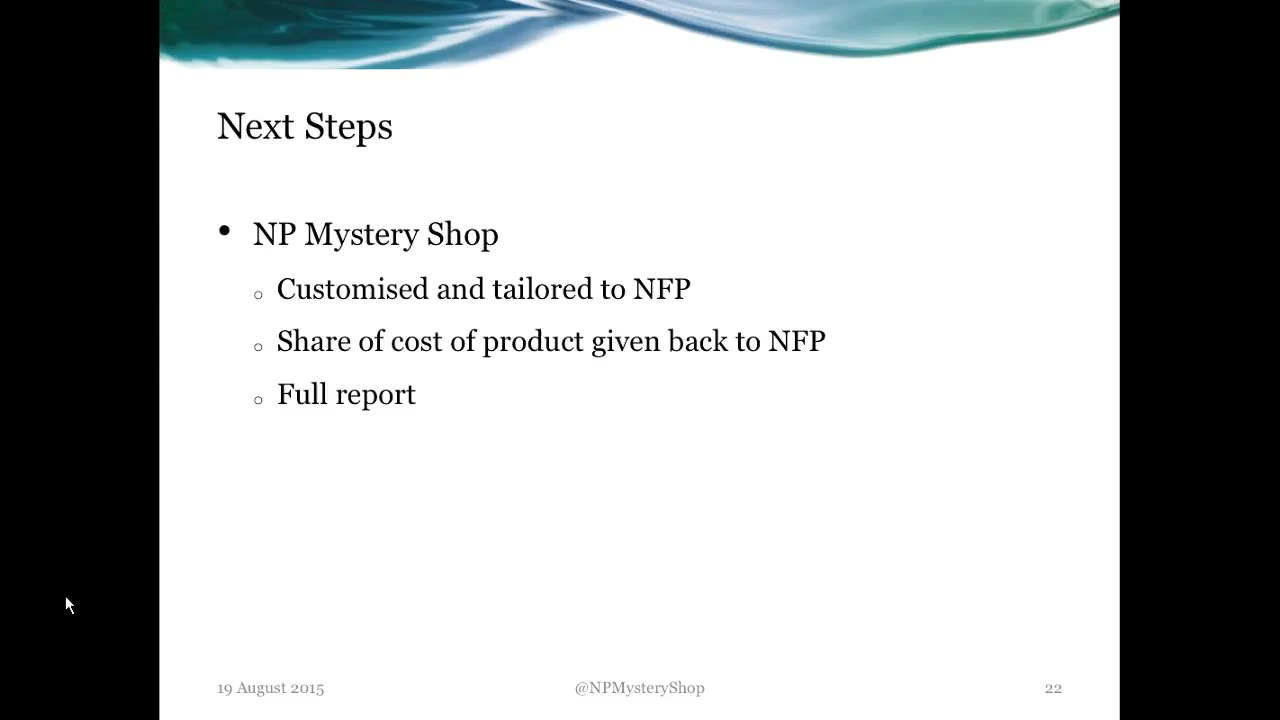 Next Steps
• NP Mystery Shop
○ Customised and tailored to NFP
○ Share of cost of product given back to NFP
○ Full report
19 August 2015
@NPMysteryShop
22